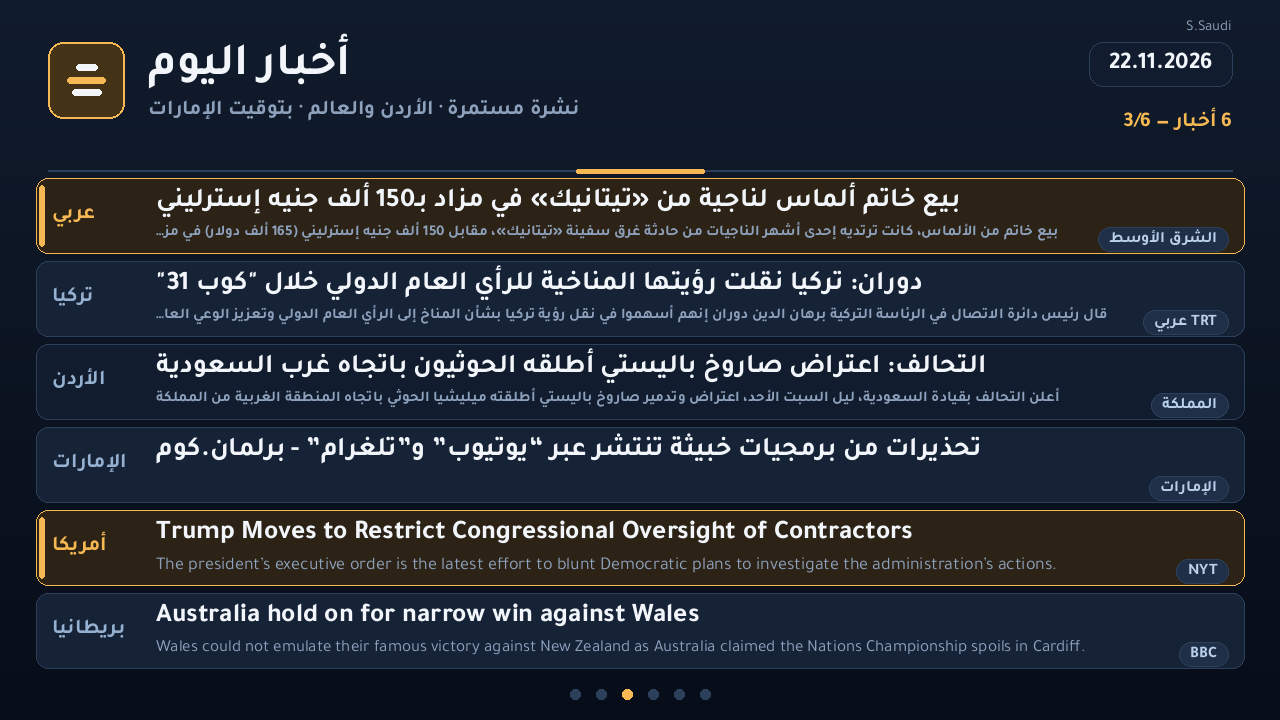 S.Saudi
أخبار اليوم
22.11.2026
نشرة مستمرة · الأردن والعالم · بتوقيت الإمارات
6 أخبار – 3/6
عربي
بيع خاتم ألماس لناجية من «تيتانيك» في مزاد بـ150 ألف جنيه إسترليني
بيع خاتم من الألماس، كانت ترتديه إحدى أشهر الناجيات من حادثة غرق سفينة «تيتانيك»، مقابل 150 ألف جنيه إسترليني (165 ألف دولار) في مز...
الشرق الأوسط
تركيا
دوران: تركيا نقلت رؤيتها المناخية للرأي العام الدولي خلال "كوب 31"
قال رئيس دائرة الاتصال في الرئاسة التركية برهان الدين دوران إنهم أسهموا في نقل رؤية تركيا بشأن المناخ إلى الرأي العام الدولي وتعزيز الوعي العا...
TRT عربي
الأردن
التحالف: اعتراض صاروخ باليستي أطلقه الحوثيون باتجاه غرب السعودية
أعلن التحالف بقيادة السعودية، ليل السبت الأحد، اعتراض وتدمير صاروخ باليستي أطلقته ميليشيا الحوثي باتجاه المنطقة الغربية من المملكة
المملكة
الإمارات
تحذيرات من برمجيات خبيثة تنتشر عبر “يوتيوب” و”تلغرام” - برلمان.كوم
الإمارات
أمريكا
Trump Moves to Restrict Congressional Oversight of Contractors
The president’s executive order is the latest effort to blunt Democratic plans to investigate the administration’s actions.
NYT
بريطانيا
Australia hold on for narrow win against Wales
Wales could not emulate their famous victory against New Zealand as Australia claimed the Nations Championship spoils in Cardiff.
BBC